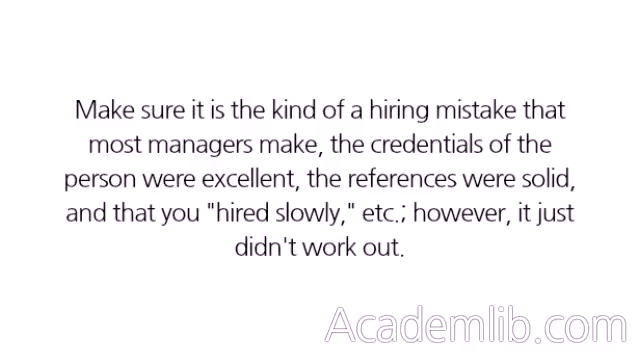 Make sure it is the kind of a hiring mistake that
most managers make, the credentials of the
person were excellent, the references were solid,
and that you "hired slowly," etc.; however, it just
didn't work out.
Academlib.com